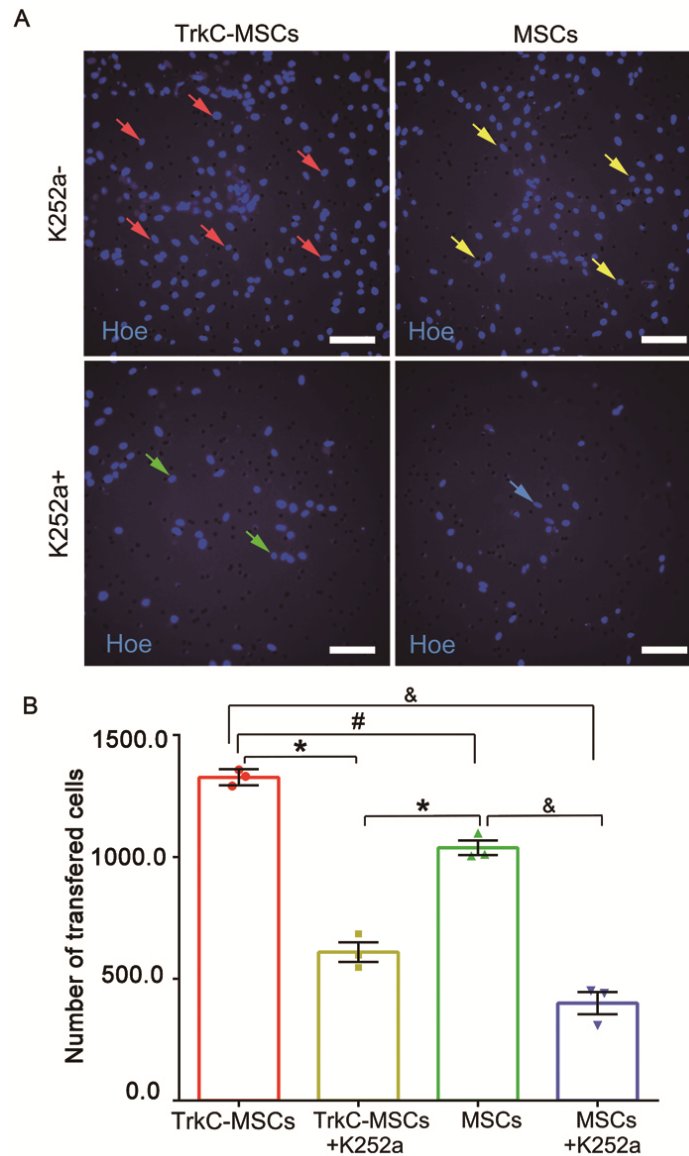 A
TrkC-MSCs
MSCs
K252a-
Hoe
Hoe
K252a+
Hoe
Hoe
B
&
#
*
*
&
1500.0
1000.0
500.0
0.0
Number of transfered cells
TrkC-MSCs
TrkC-MSCs
+K252a
MSCs
MSCs
+K252a